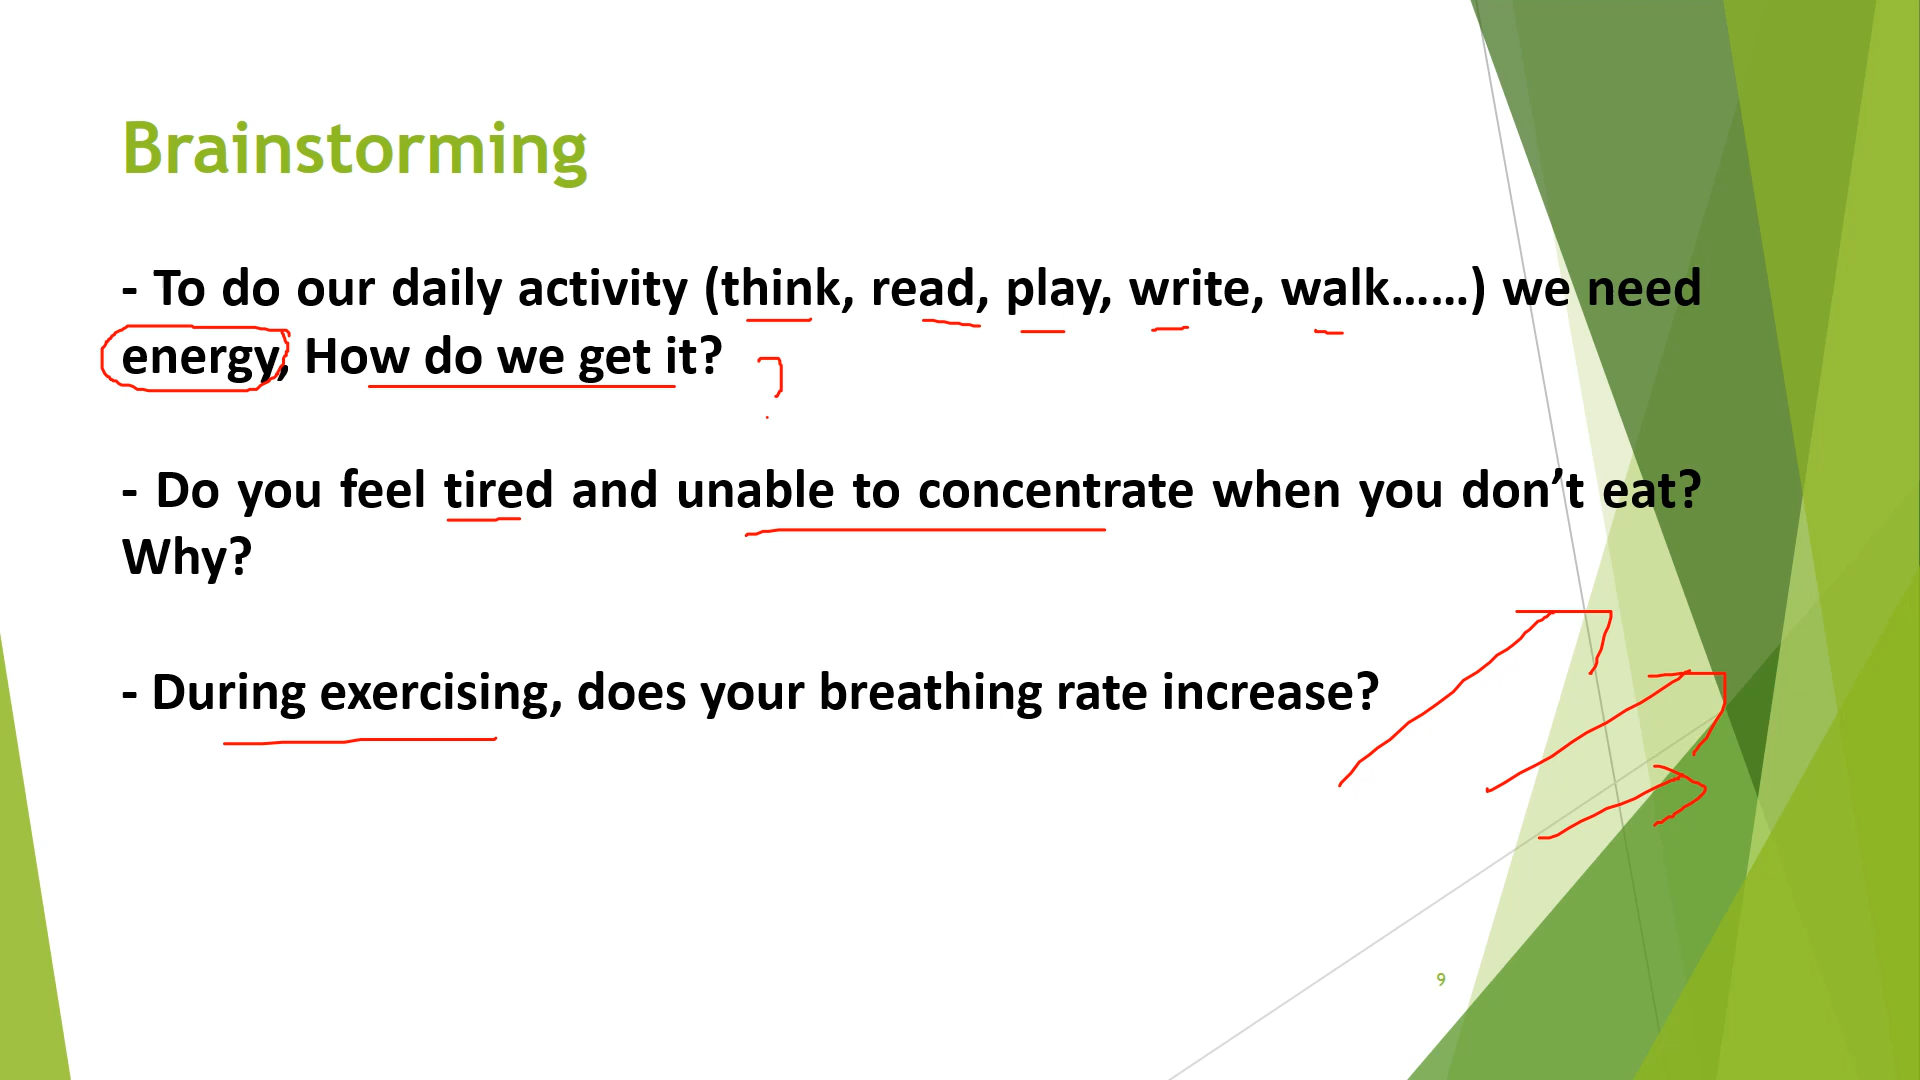 Brainstorming
- To do our daily activity (think, read, play, write, walk……) we need
energy, How do we get it?
?
- Do you feel tired and unable to concentrate when you don’t eat?
Why?
- During exercising, does your breathing rate increase?
9